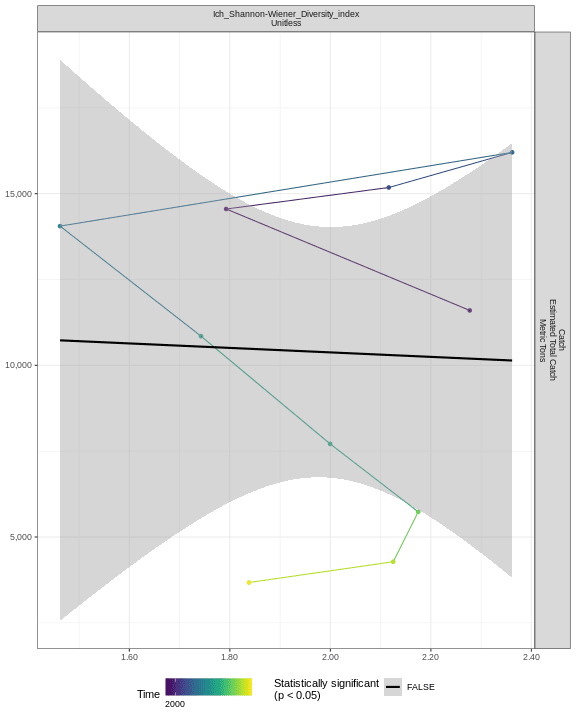 Ich_Shannon-Wiener_Diversity_index
Unitless
15,000
10,000
5,000
1.60
1.80
2.00
2.20
2.40
Catch
Estimated Total Catch
Metric Tons
Time
2000
Statistically significant
(p < 0.05)
FALSE